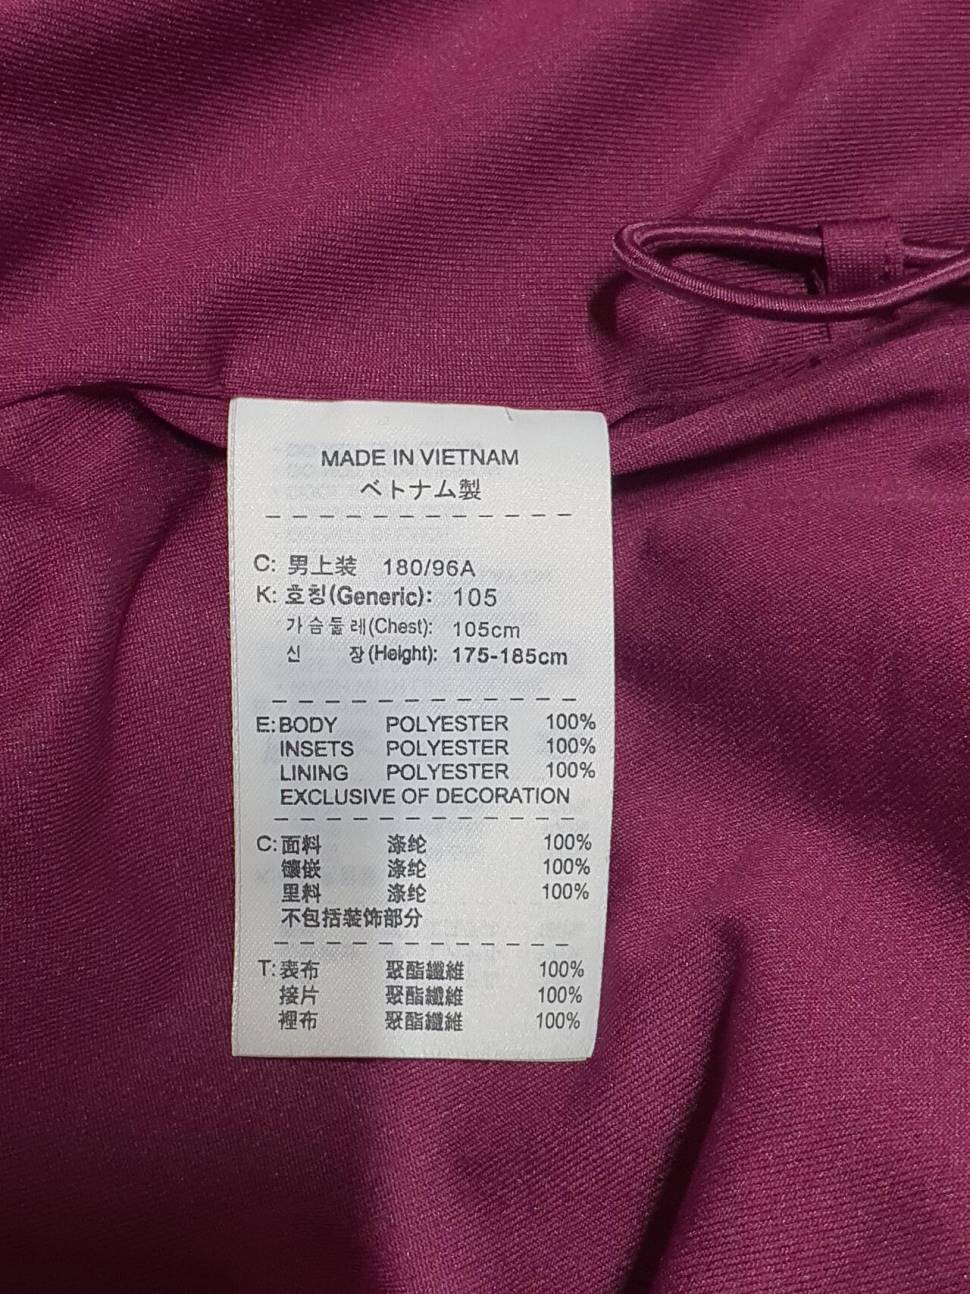 MADE IN VIETNAM
ベトナム製
C: 男上装 180/96A
K: 호칭(Generic): 105
가슴둘레(Chest): 105cm
신 장(Height): 175-185cm
E:BODY POLYESTER 100%
INSETS POLYESTER 100%
LINING POLYESTER 100%
EXCLUSIVE OF DECORATION
C:面料 涤纶 100%
镶嵌 涤纶 100%
里料 涤纶 100%
不包括装饰部分
T:表布 聚酯纖維 100%
接片 聚酯纖維 100%
裡布 聚酯纖維 100%